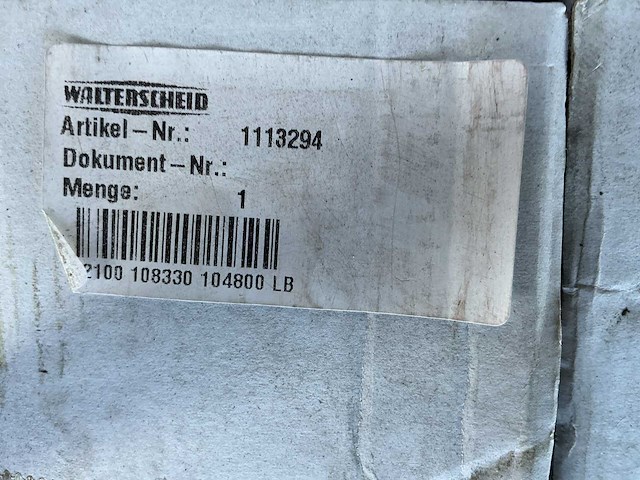 WALTERSCHEID
Artikel-Nr.: 1113294
Dokument-Nr.:
Menge: 1
2100 108330 104800 LB